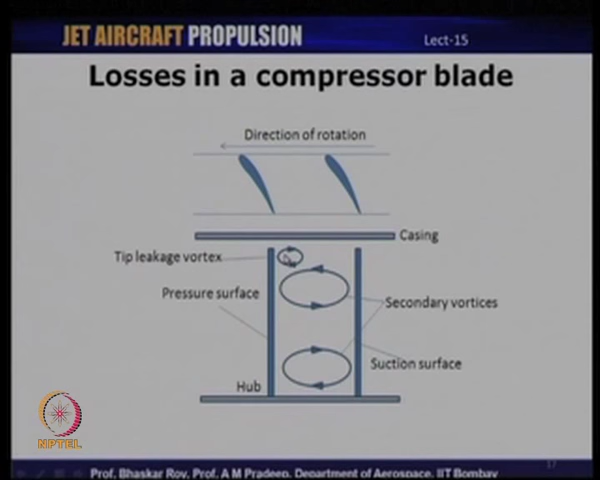 JET AIRCRAFT PROPULSION
Lect-15
Losses in a compressor blade
Direction of rotation
Casing
Tip leakage vortex
Pressure surface
Secondary vortices
Suction surface
Hub
NPTEL
17
Prof. Bhaskar Roy, Prof. A M Pradeep, Department of Aerospace, IIT Bombay